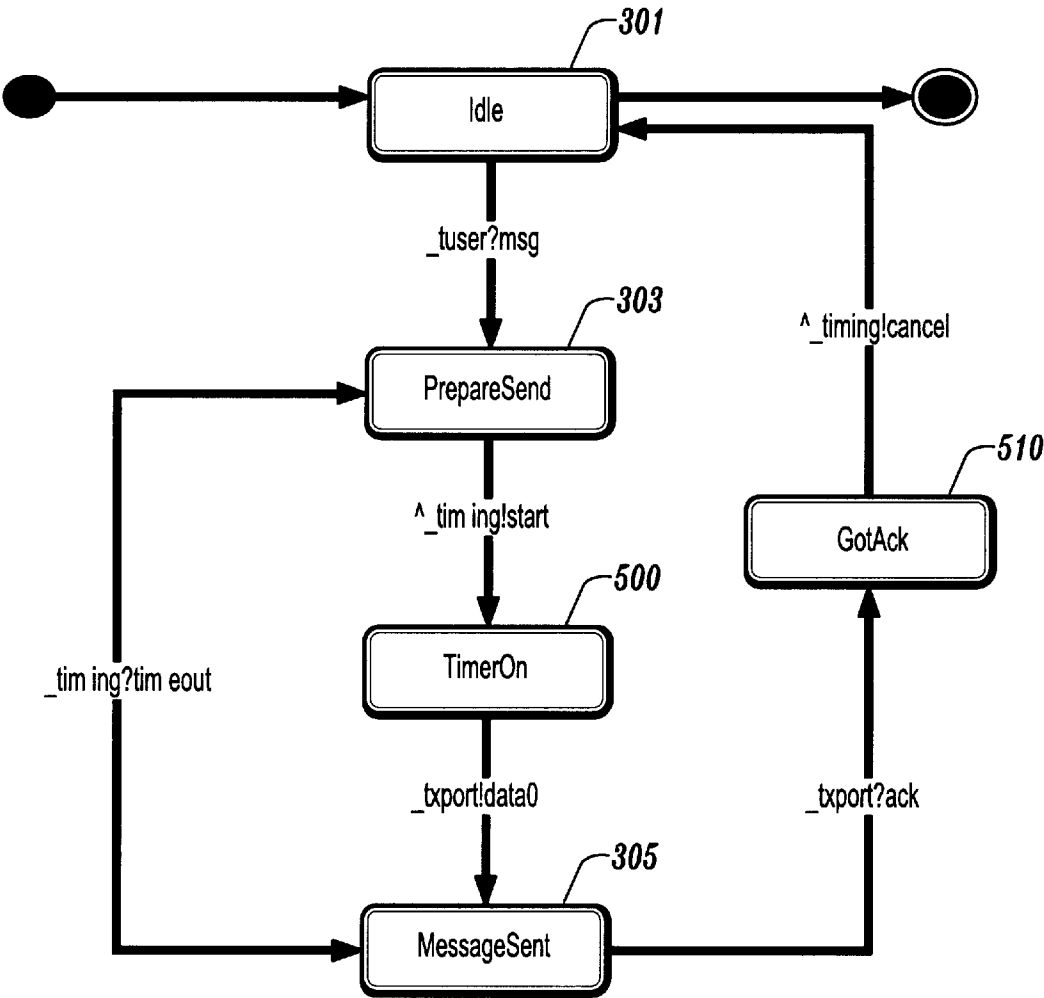 301
Idle
_tuser?msg
303
^_timing!cancel
PrepareSend
510
^_tim ing!start
GotAck
500
TimerOn
_tim ing?tim eout
_txport!data0
_txport?ack
305
MessageSent